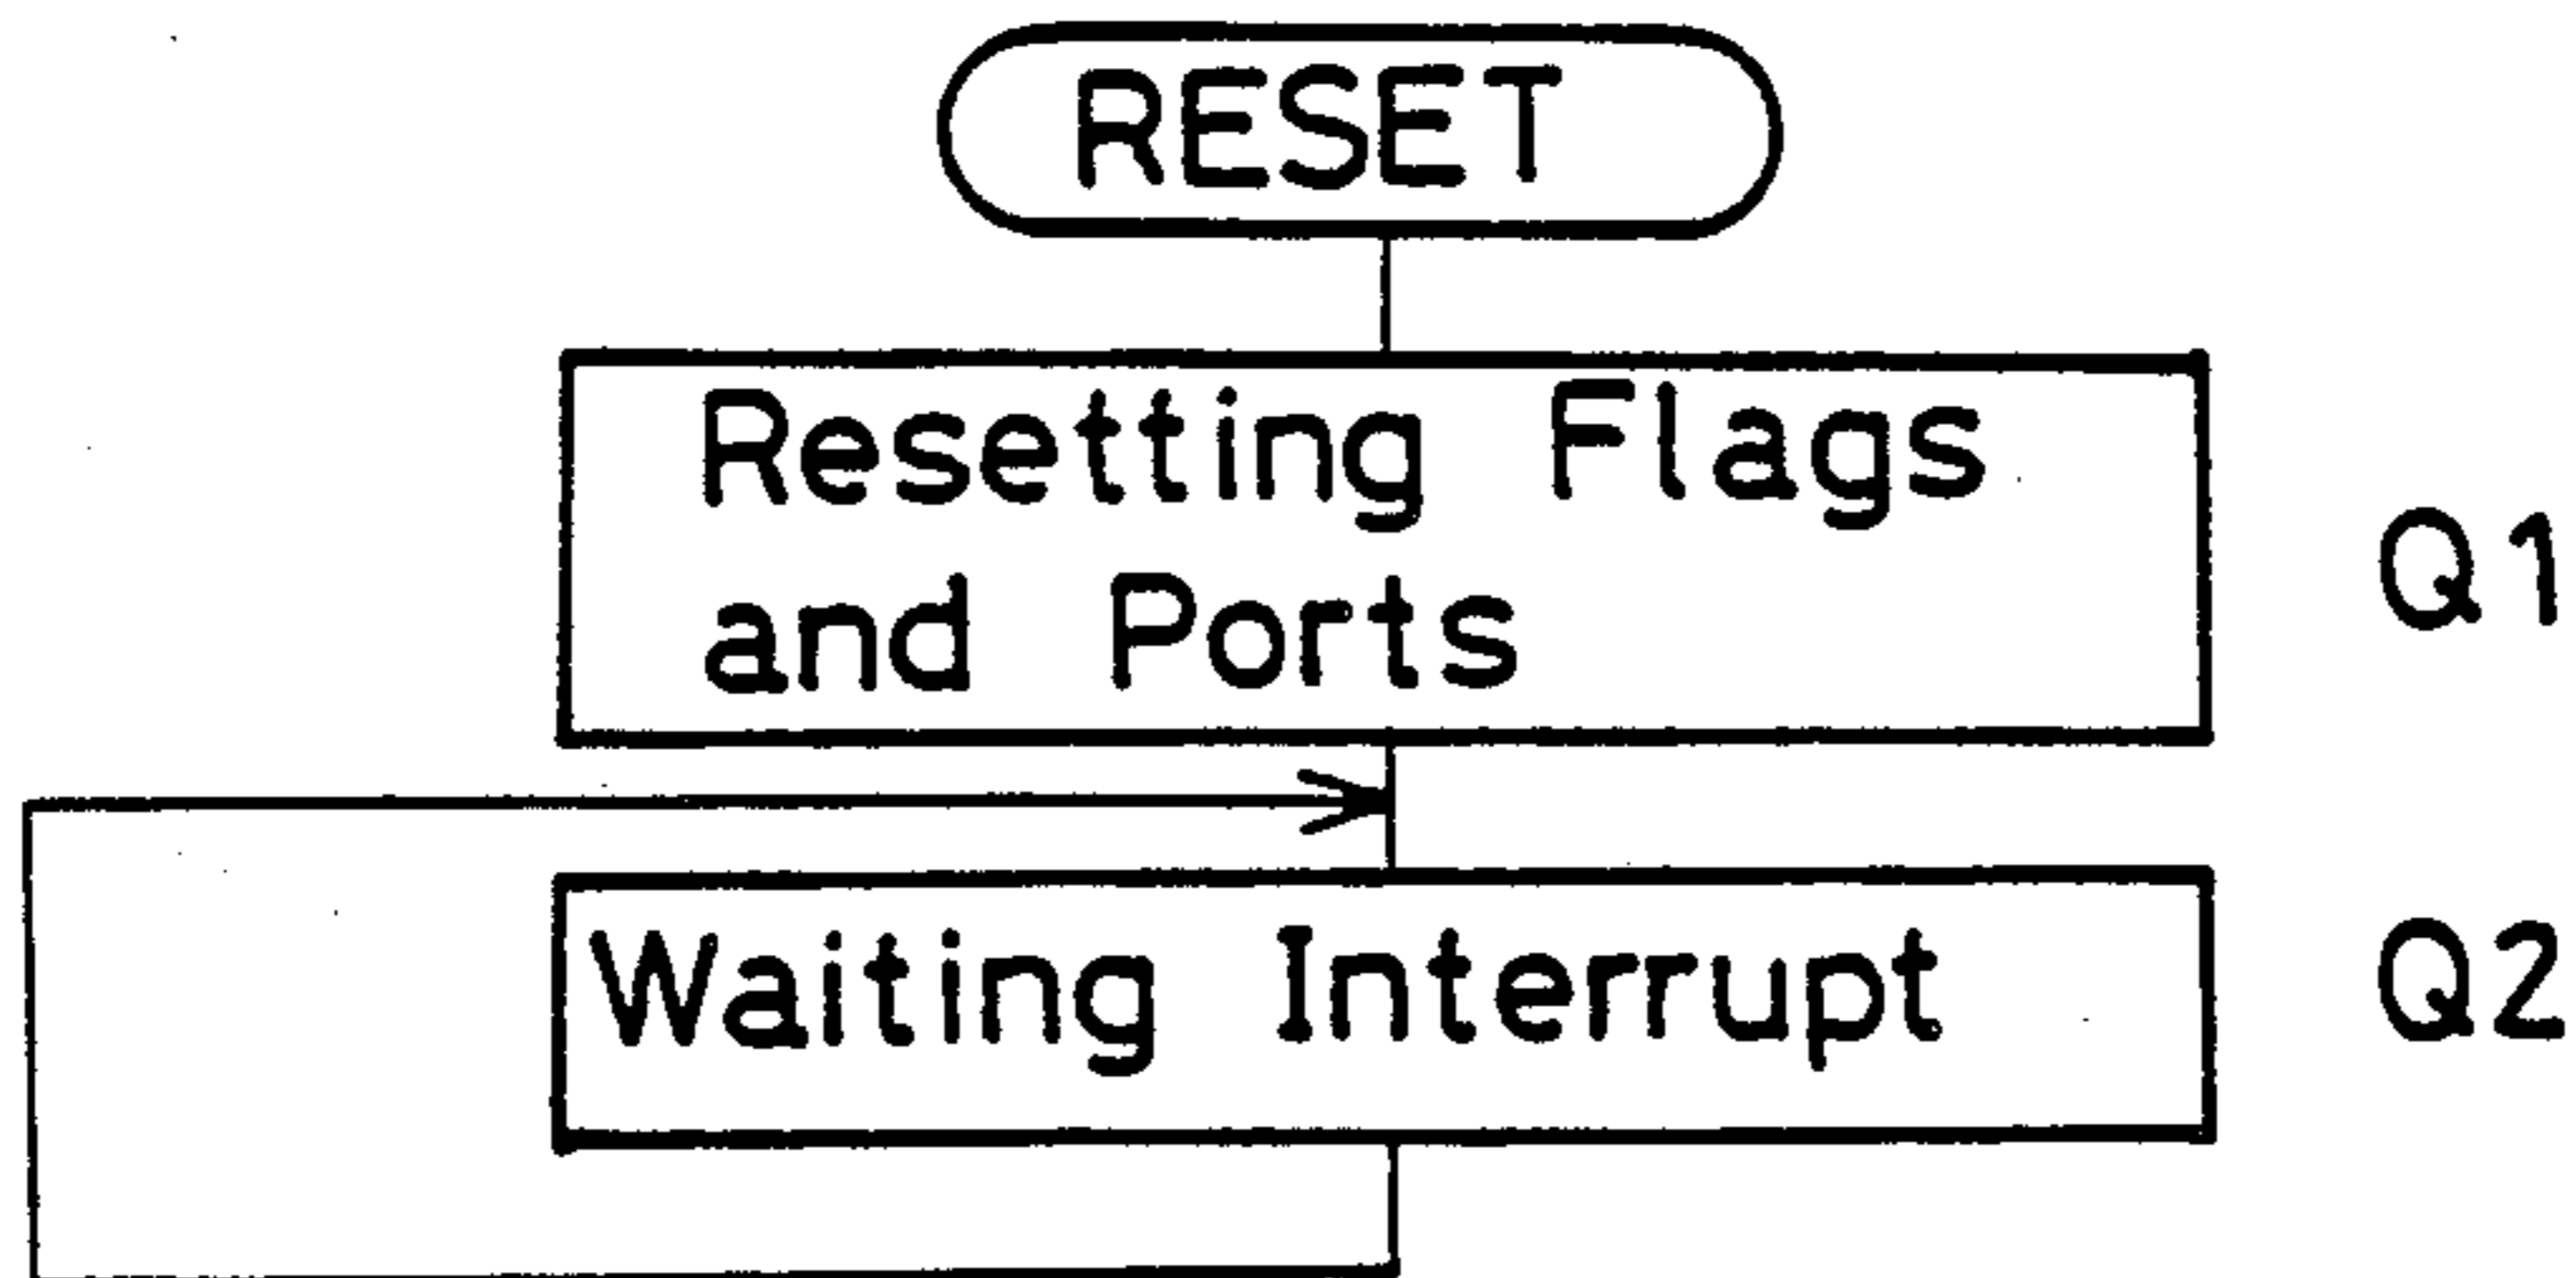 RESET
Resetting Flags
and Ports
Q1
Waiting Interrupt
Q2